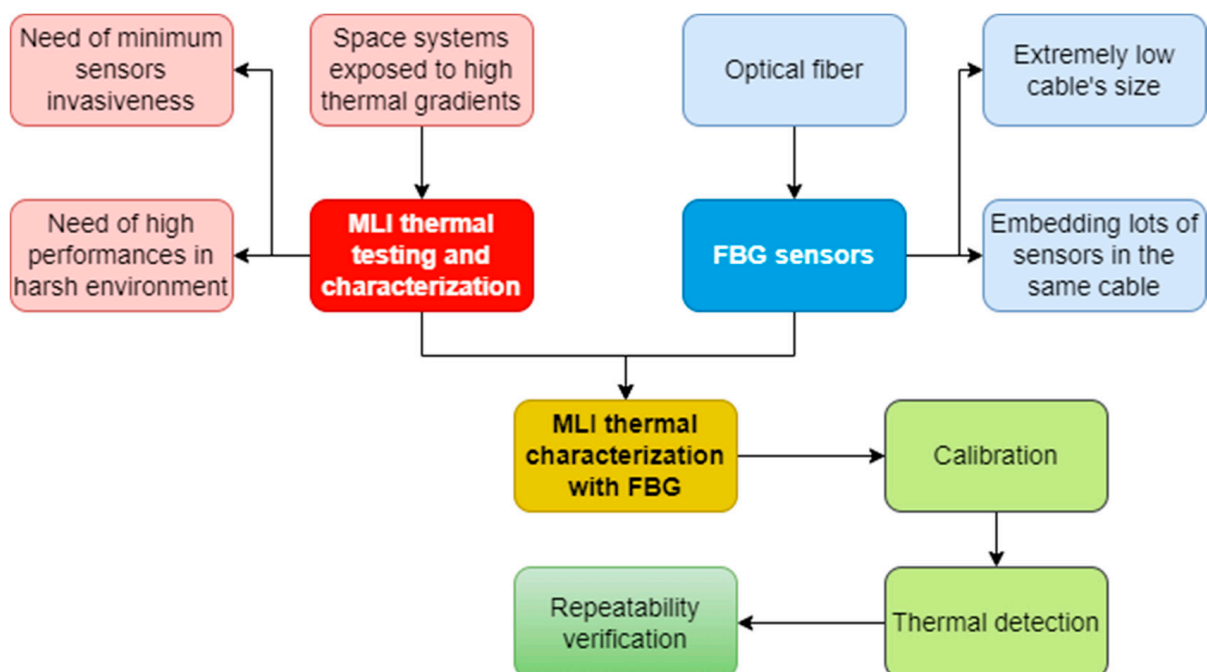 Need of minimum
sensors
invasiveness
Space systems
exposed to high
thermal gradients
Optical fiber
Extremely low
cable's size
Need of high
performances in
harsh environment
MLI thermal
testing and
characterization
FBG sensors
Embedding lots of
sensors in the
same cable
MLI thermal
characterization
with FBG
Calibration
Repeatability
verification
Thermal detection